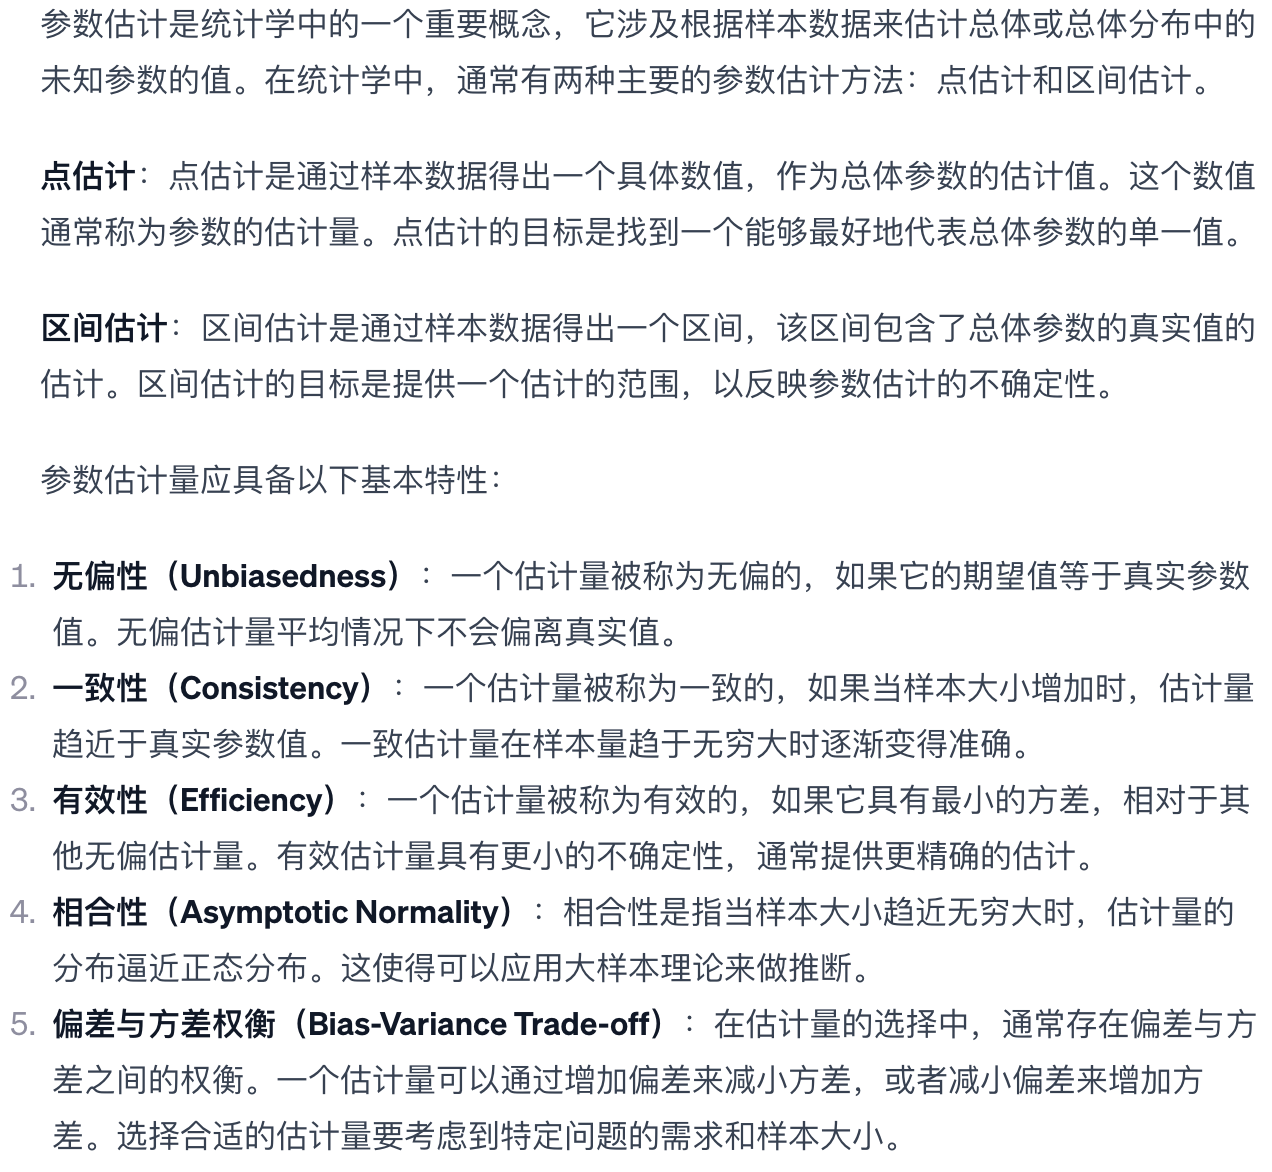 参数估计是统计学中的一个重要概念，它涉及根据样本数据来估计总体或总体分布中的
未知参数的值。在统计学中，通常有两种主要的参数估计方法：点估计和区间估计。
点估计：点估计是通过样本数据得出一个具体数值，作为总体参数的估计值。这个数值
通常称为参数的估计量。点估计的目标是找到一个能够最好地代表总体参数的单一值。
区间估计：区间估计是通过样本数据得出一个区间，该区间包含了总体参数的真实值的
估计。区间估计的目标是提供一个估计的范围，以反映参数估计的不确定性。
参数估计量应具备以下基本特性：
1. 无偏性（Unbiasedness）：一个估计量被称为无偏的，如果它的期望值等于真实参数
值。无偏估计量平均情况下不会偏离真实值。
2. 一致性（Consistency）：一个估计量被称为一致的，如果当样本大小增加时，估计量
趋近于真实参数值。一致估计量在样本量趋于无穷大时逐渐变得准确。
3. 有效性（Efficiency）：一个估计量被称为有效的，如果它具有最小的方差，相对于其
他无偏估计量。有效估计量具有更小的不确定性，通常提供更精确的估计。
4. 相合性（Asymptotic Normality）：相合性是指当样本大小趋近无穷大时，估计量的
分布逼近正态分布。这使得可以应用大样本理论来做推断。
5. 偏差与方差权衡（Bias-Variance Trade-off）：在估计量的选择中，通常存在偏差与方
差之间的权衡。一个估计量可以通过增加偏差来减小方差，或者减小偏差来增加方
差。选择合适的估计量要考虑到特定问题的需求和样本大小。